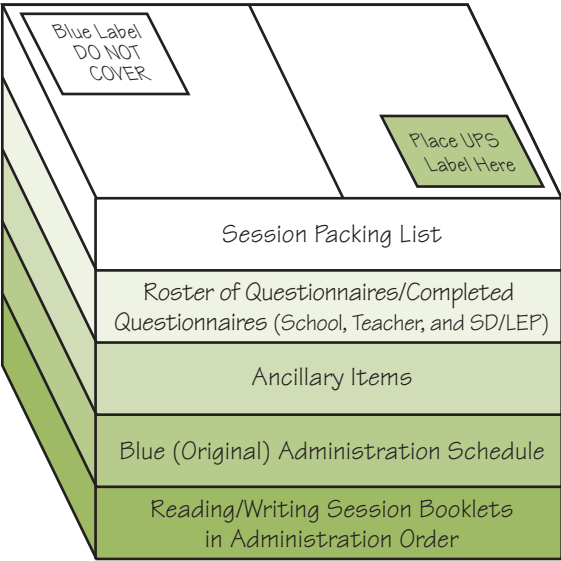 Blue Label
DO NOT
COVER
Place UPS
Label Here
Session Packing List
Roster of Questionnaires/Completed
Questionnaires (School, Teacher, and SD/LEP)
Ancillary Items
Blue (Original) Administration Schedule
Reading/Writing Session Booklets
in Administration Order